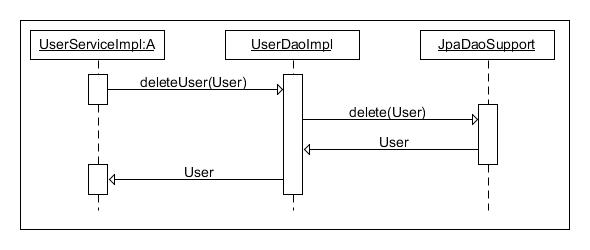 UserServiceImpl:A UserDaoImpl JpaDaoSupport
deleteUser(User)
delete(User)
User
User